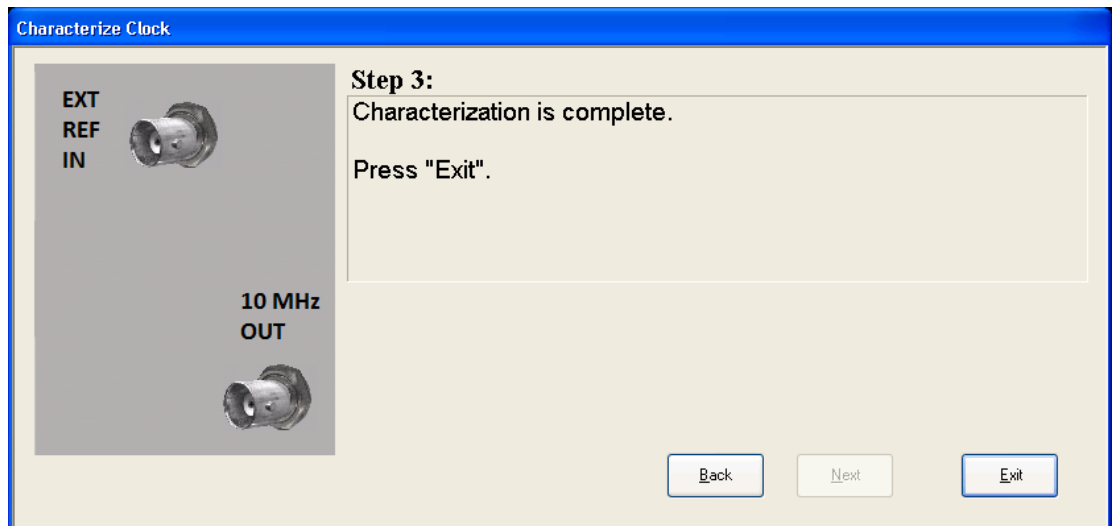 Characterize Clock
EXT
REF
IN
10 MHz
OUT
Step 3:
Characterization is complete.
Press "Exit".
Back
Next
Exit